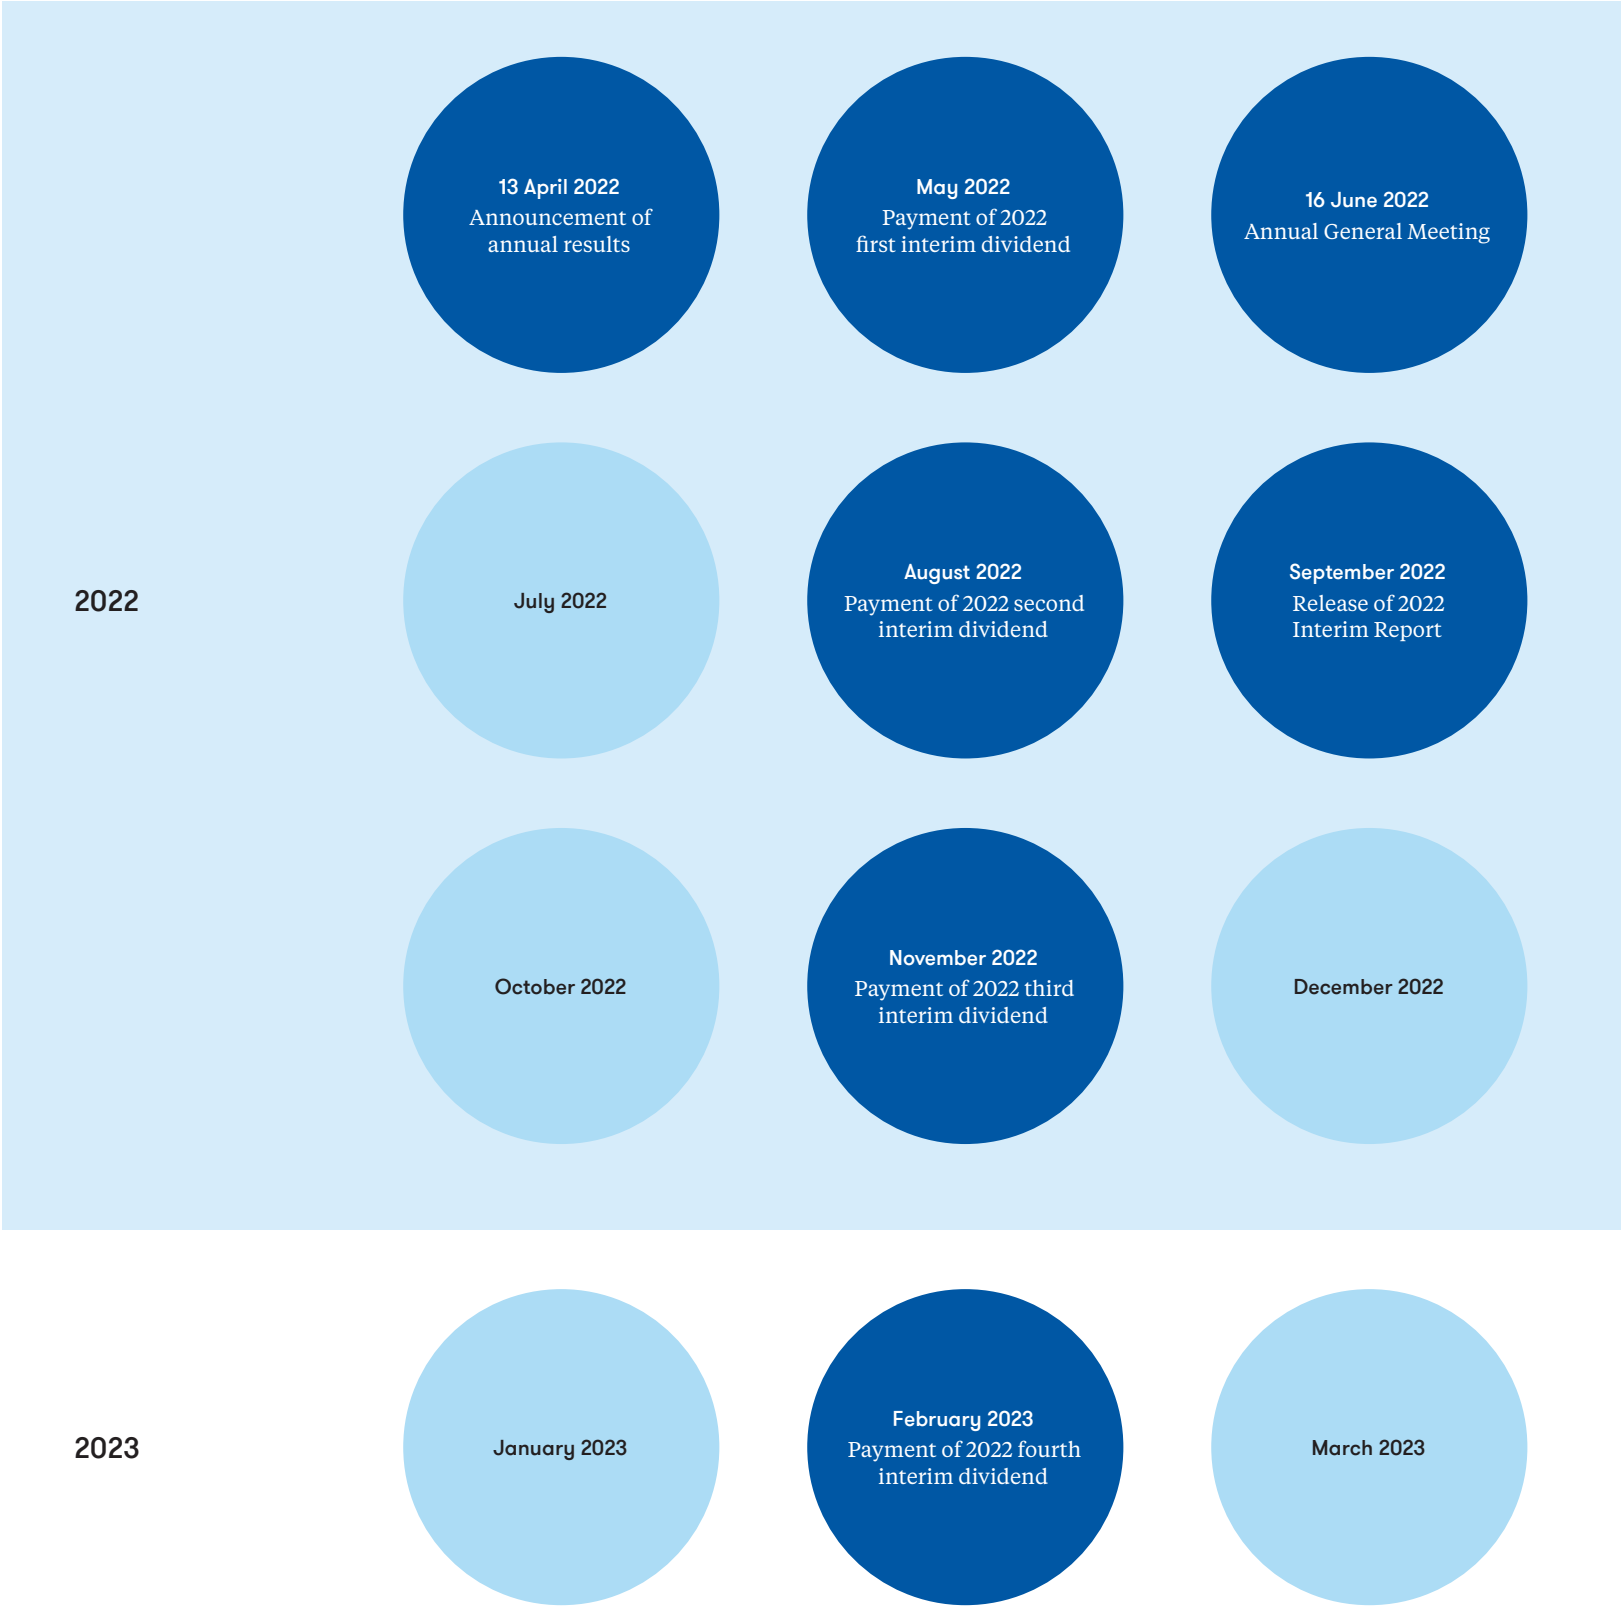 13 April 2022
Announcement of
annual results
May 2022
Payment of 2022
first interim dividend
16 June 2022
Annual General Meeting
2022
July 2022
August 2022
Payment of 2022 second
interim dividend
September 2022
Release of 2022
Interim Report
October 2022
November 2022
Payment of 2022 third
interim dividend
December 2022
2023
January 2023
February 2023
Payment of 2022 fourth
interim dividend
March 2023